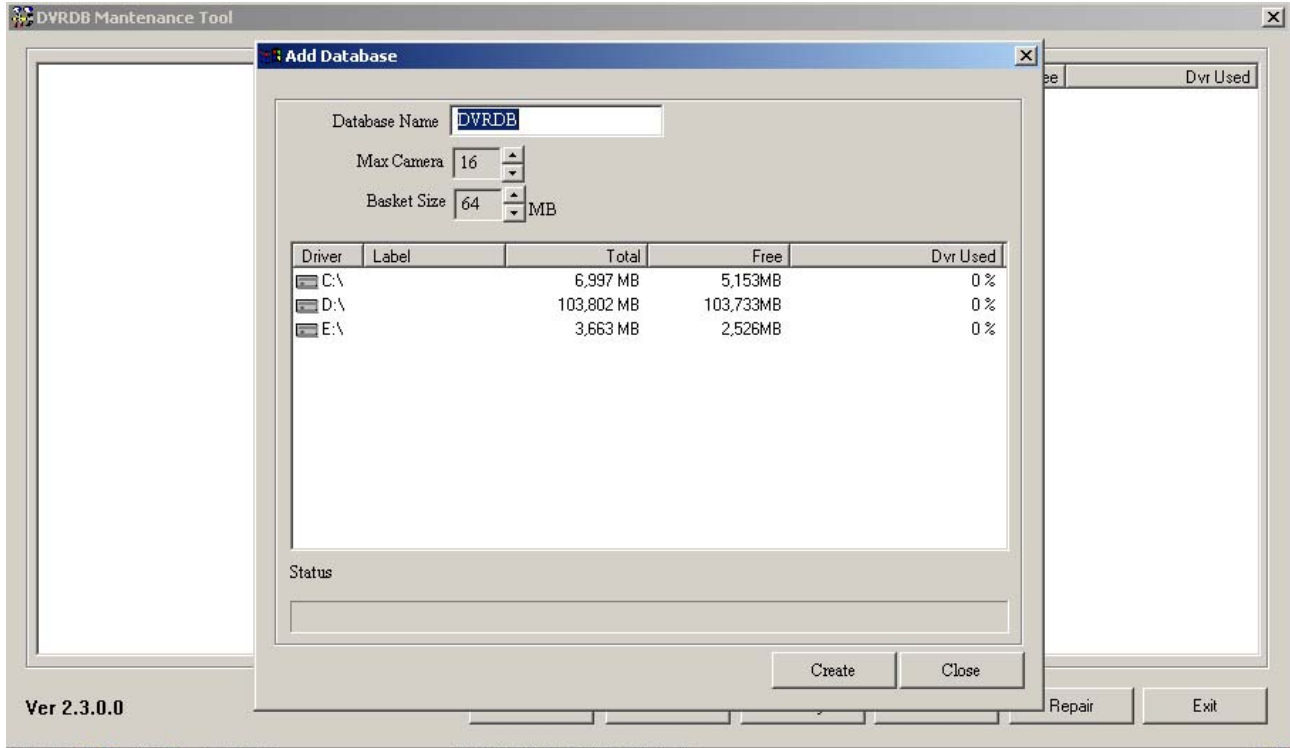 DVRDB Mantenance Tool
Add Database
Dvr Used
Database Name DVRDB
Max Camera 16
Basket Size 64 MB
Driver Label Total Free Dvr Used
C:\ 6,997 MB 5,153MB 0 %
D:\ 103,802 MB 103,733MB 0 %
E:\ 3,663 MB 2,526MB 0 %
Status
Create Close
Ver 2.3.0.0 Repair Exit